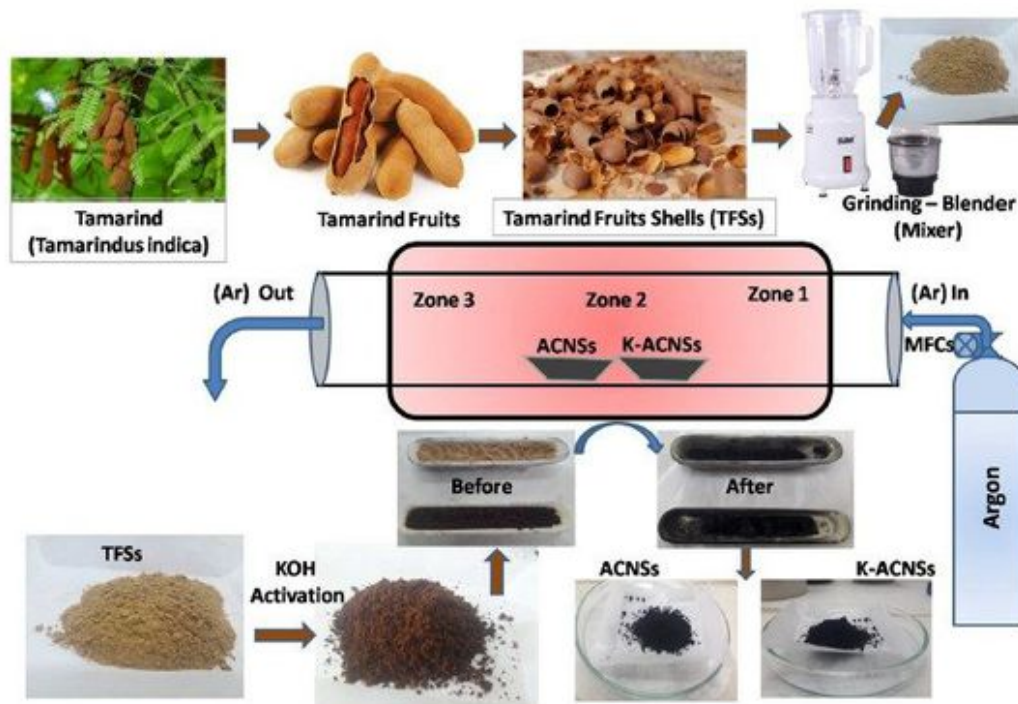 Tamarind
(Tamarindus indica)
Tamarind Fruits
Tamarind Fruits Shells (TFSs)
Grinding – Blender
(Mixer)
(Ar) Out
Zone 3
Zone 2
Zone 1
(Ar) In
ACNSs
K-ACNSs
MFCs
Before
After
Argon
TFSs
KOH
Activation
ACNSs
K-ACNSs